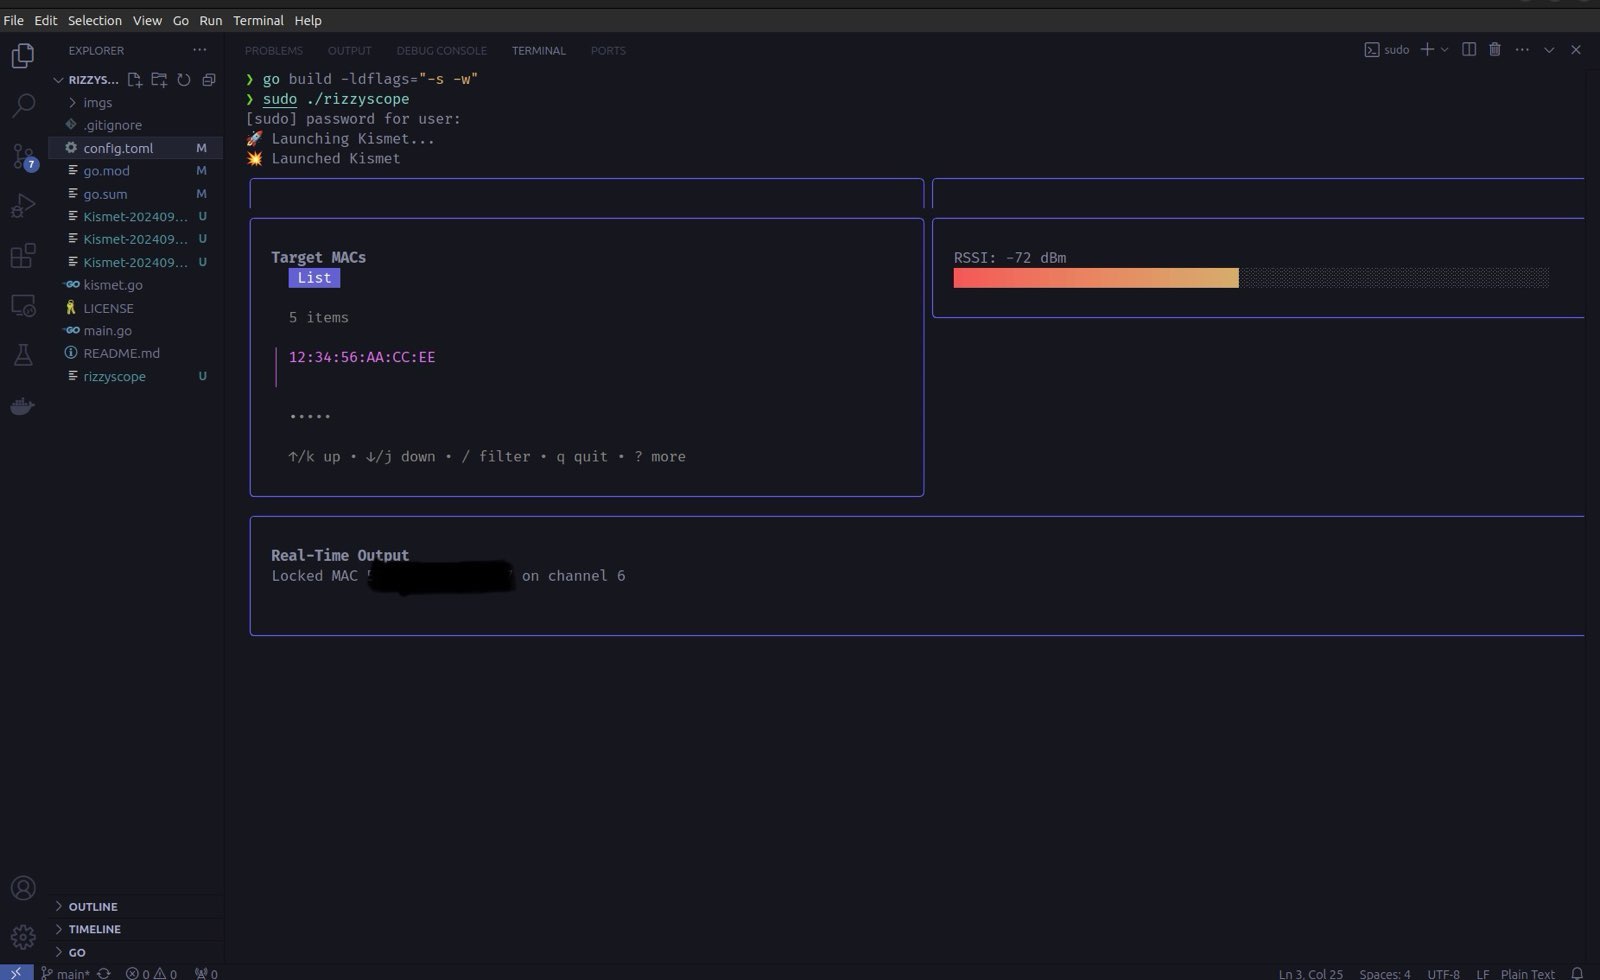 File Edit Selection View Go Run Terminal Help
EXPLORER ···
RIZZYS...
imgs
.gitignore
config.toml M
go.mod M
go.sum M
Kismet-202409... U
Kismet-202409... U
Kismet-202409... U
kismet.go
LICENSE
main.go
README.md
rizzyscope U
OUTLINE
TIMELINE
GO
7
PROBLEMS OUTPUT DEBUG CONSOLE TERMINAL PORTS
sudo
❯ go build -ldflags="-s -w"
❯ sudo ./rizzyscope
[sudo] password for user:
🚀 Launching Kismet...
💥 Launched Kismet
Target MACs
List
5 items
12:34:56:AA:CC:EE
•••••
↑/k up • ↓/j down • / filter • q quit • ? more
RSSI: -72 dBm
Real-Time Output
Locked MAC on channel 6
main* 0 0 0 Ln 3, Col 25 Spaces: 4 UTF-8 LF Plain Text